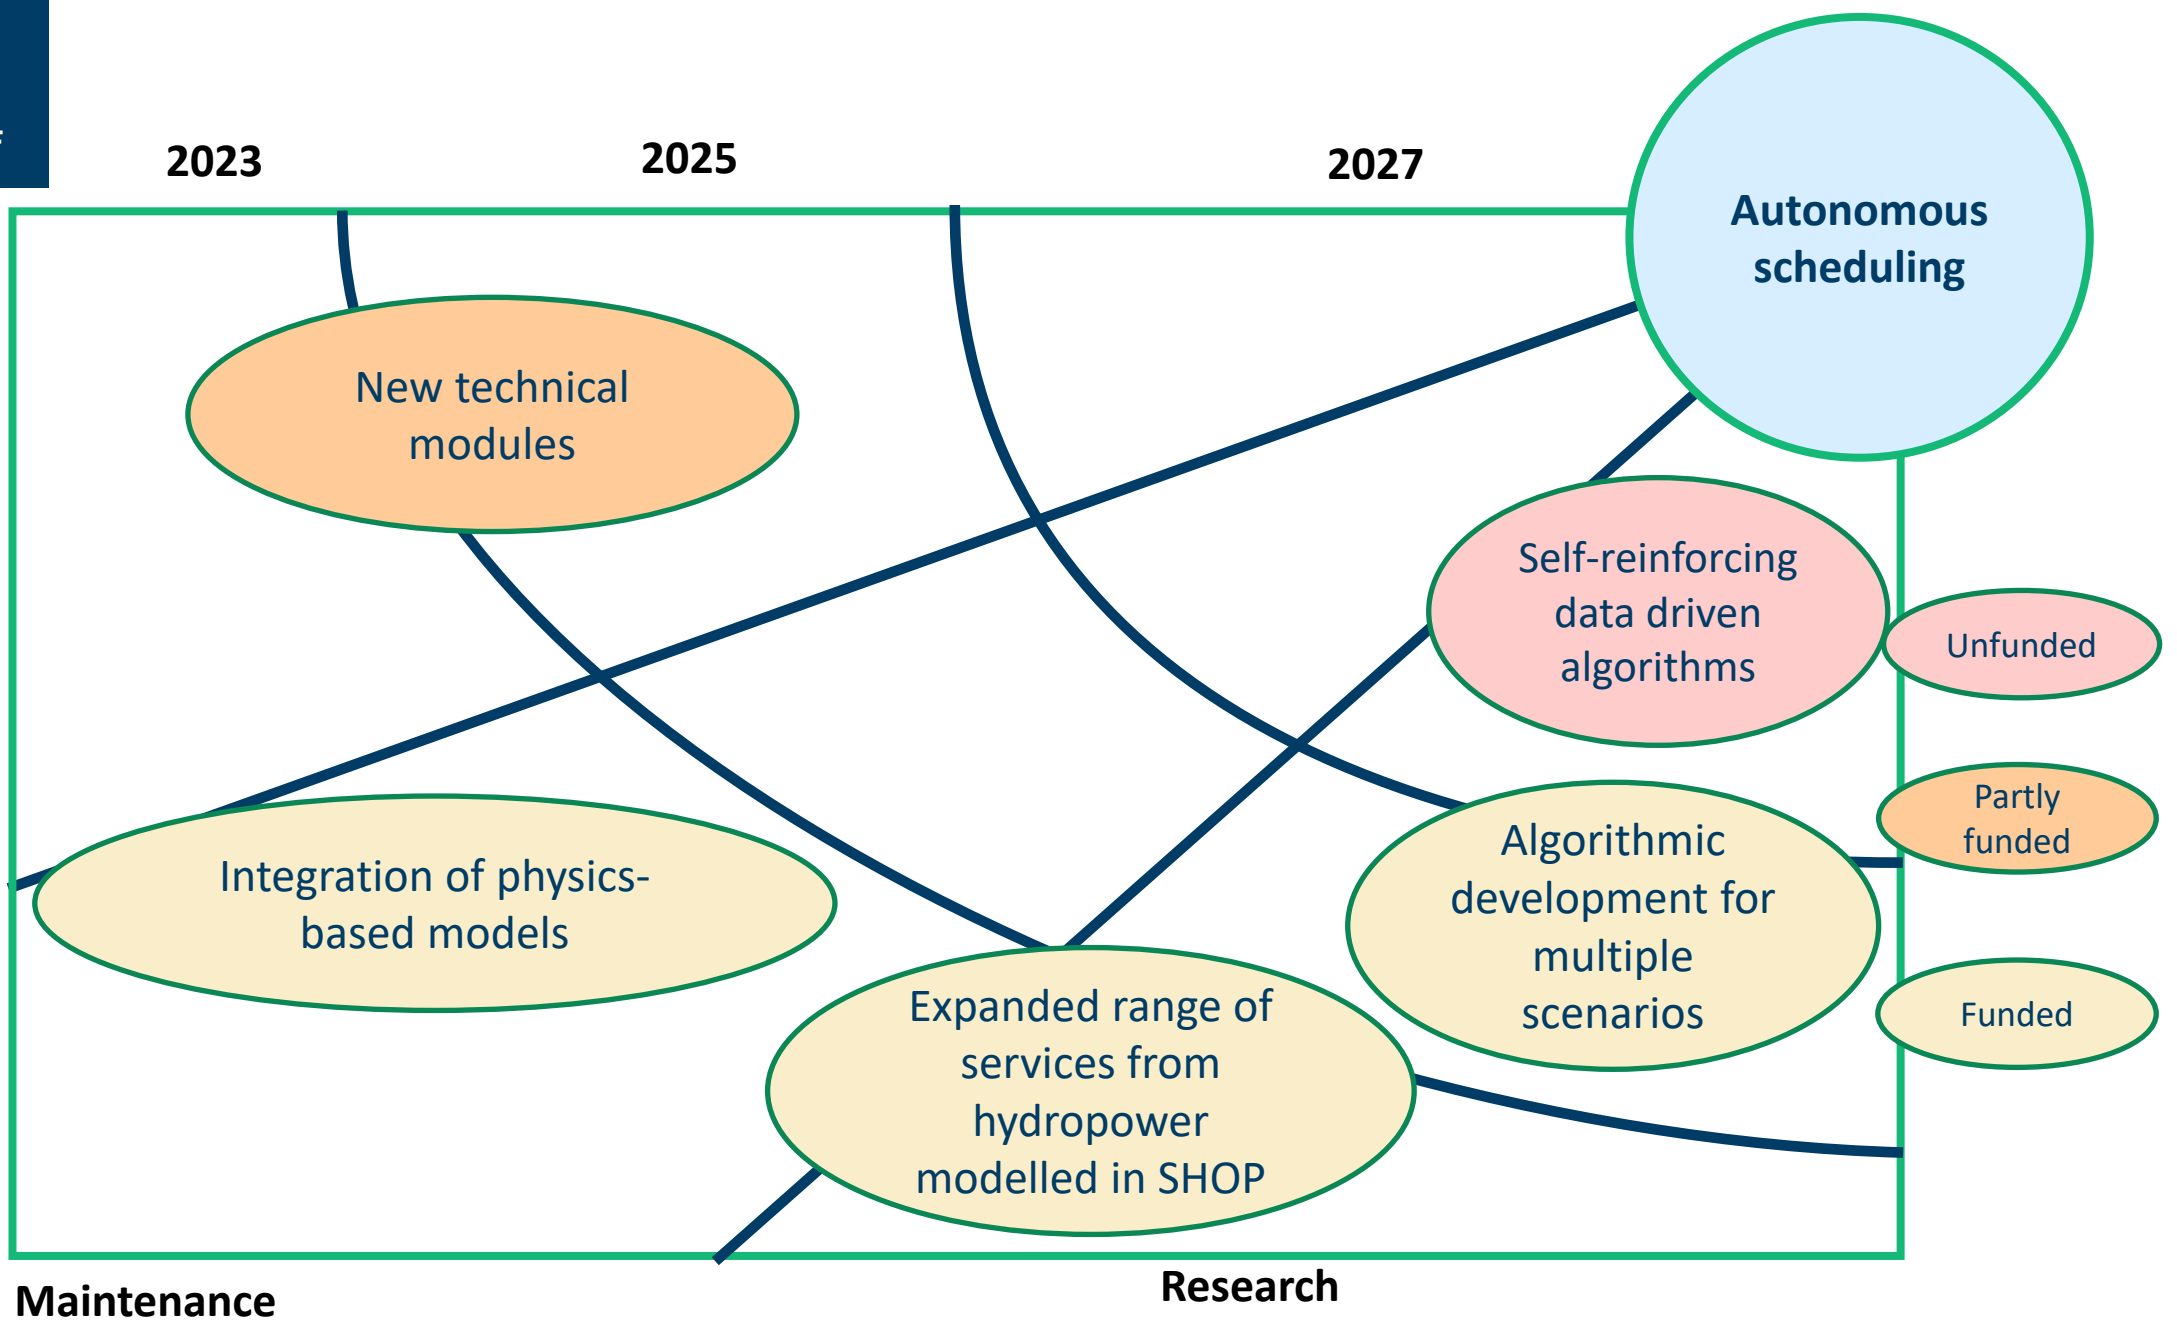 2023
2025
2027
Autonomous
scheduling
New technical
modules
Self-reinforcing
data driven
algorithms
Unfunded
Partly
funded
Algorithmic
development for
multiple
scenarios
Integration of physics-
based models
Expanded range of
services from
hydropower
modelled in SHOP
Funded
Maintenance
Research